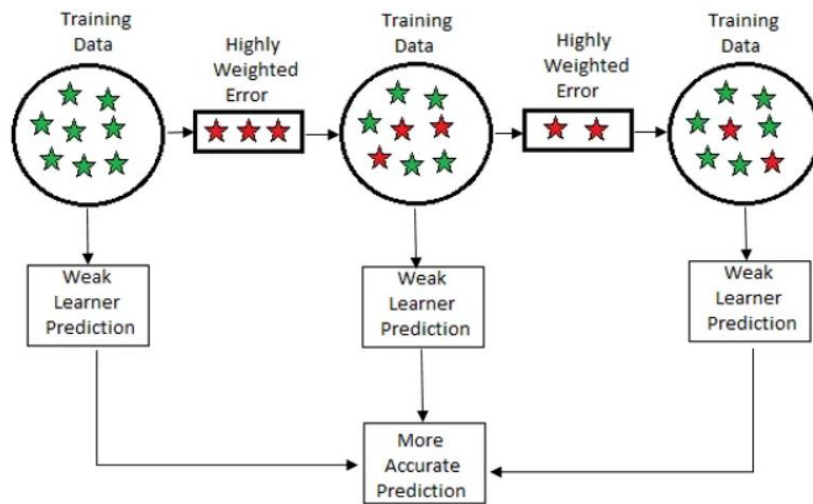 Training
Data
Highly
Weighted
Error
Training
Data
Highly
Weighted
Error
Training
Data
Weak
Learner
Prediction
Weak
Learner
Prediction
Weak
Learner
Prediction
More
Accurate
Prediction